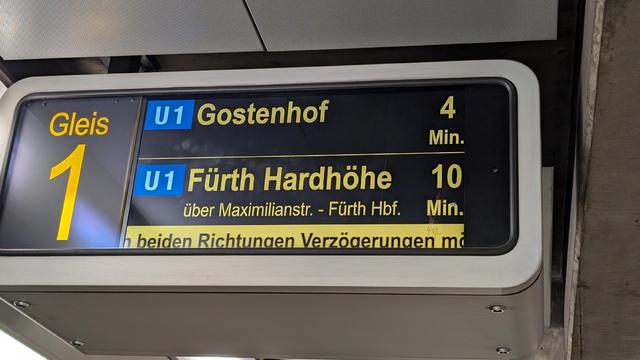 Gleis
1
U1 Gostenhof 4 Min.
U1 Fürth Hardhöhe 10 Min.
über Maximilianstr. - Fürth Hbf.
beiden Richtungen Verzögerungen